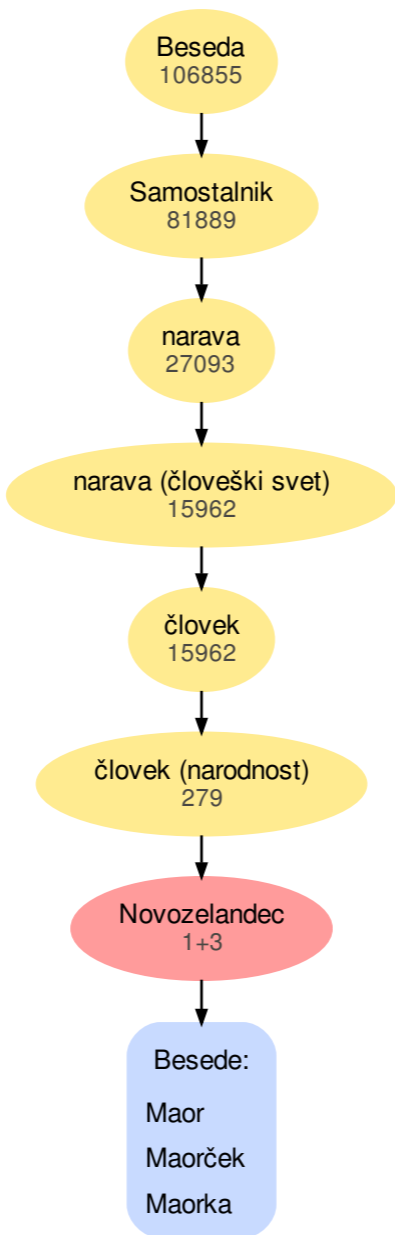 Beseda
106855
Samostalnik
81889
narava
27093
narava (človeški svet)
15962
človek
15962
človek (narodnost)
279
Novozelandec
1+3
Besede:
Maor
Maorček
Maorka